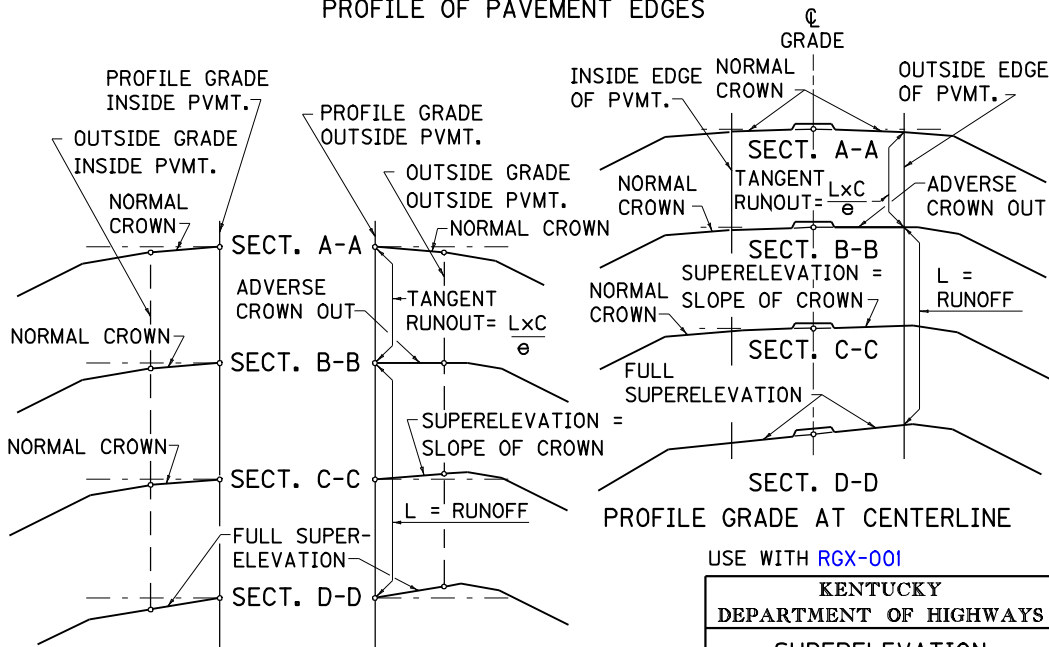 PROFILE OF PAVEMENT EDGES
PROFILE GRADE
INSIDE PVMT.
OUTSIDE GRADE
INSIDE PVMT.
NORMAL
CROWN
PROFILE GRADE
OUTSIDE PVMT.
OUTSIDE GRADE
OUTSIDE PVMT.
NORMAL CROWN
SECT. A-A
ADVERSE
CROWN OUT
TANGENT
RUNOUT= LxC
e
NORMAL CROWN
SECT. B-B
SUPERELEVATION =
SLOPE OF CROWN
NORMAL CROWN
SECT. C-C
L = RUNOFF
FULL SUPER-
ELEVATION
SECT. D-D
℄
GRADE
INSIDE EDGE
OF PVMT.
NORMAL
CROWN
OUTSIDE EDGE
OF PVMT.
SECT. A-A
NORMAL
CROWN
TANGENT
RUNOUT= LxC
e
ADVERSE
CROWN OUT
SECT. B-B
SUPERELEVATION =
SLOPE OF CROWN
L =
RUNOFF
NORMAL
CROWN
SECT. C-C
FULL
SUPERELEVATION
SECT. D-D
PROFILE GRADE AT CENTERLINE
USE WITH RGX-001
KENTUCKY
DEPARTMENT OF HIGHWAYS
SUPERELEVATION